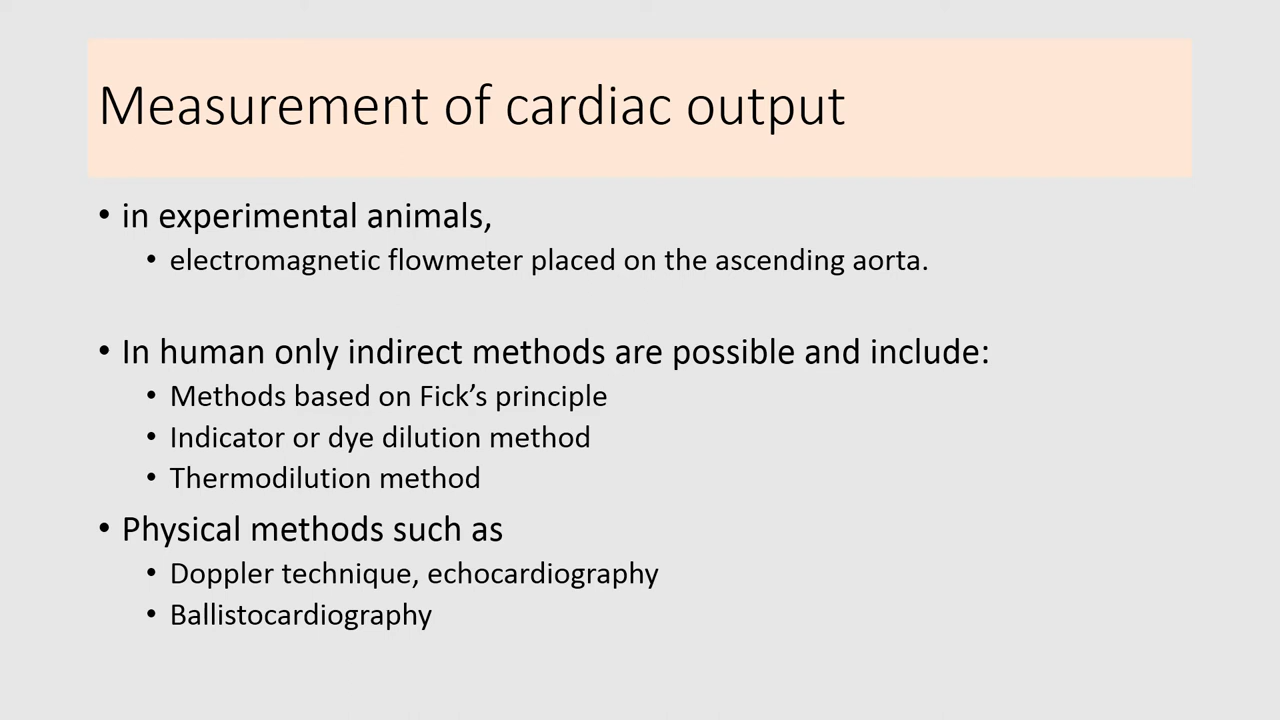 Measurement of cardiac output
• in experimental animals,
• electromagnetic flowmeter placed on the ascending aorta.
• In human only indirect methods are possible and include:
• Methods based on Fick’s principle
• Indicator or dye dilution method
• Thermodilution method
• Physical methods such as
• Doppler technique, echocardiography
• Ballistocardiography